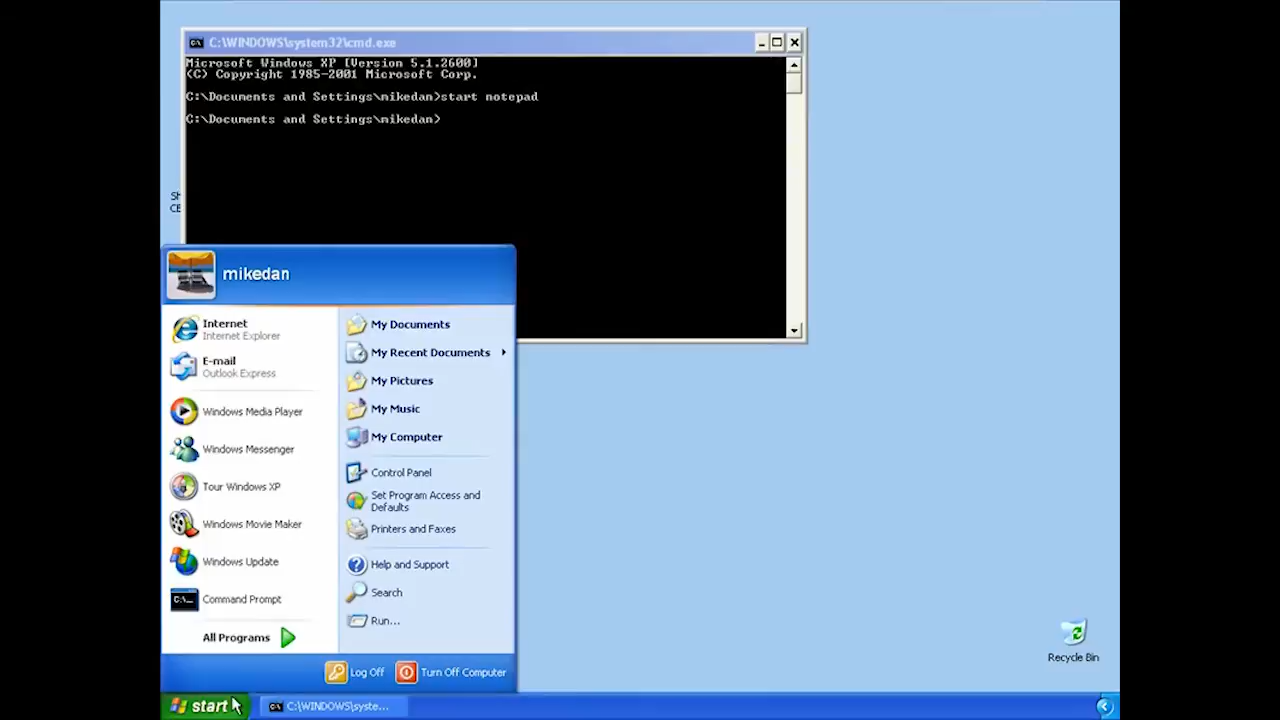 C:\WINDOWS\system32\cmd.exe
Microsoft Windows XP [Version 5.1.2600]
(C) Copyright 1985-2001 Microsoft Corp.
C:\Documents and Settings\mikedan>start notepad
C:\Documents and Settings\mikedan>
mikedan
Internet
Internet Explorer
E-mail
Outlook Express
Windows Media Player
Windows Messenger
Tour Windows XP
Windows Movie Maker
Windows Update
Command Prompt
All Programs
My Documents
My Recent Documents
My Pictures
My Music
My Computer
Control Panel
Set Program Access and
Defaults
Printers and Faxes
Help and Support
Search
Run...
Log Off
Turn Off Computer
Recycle Bin
start
C:\WINDOWS\syste...